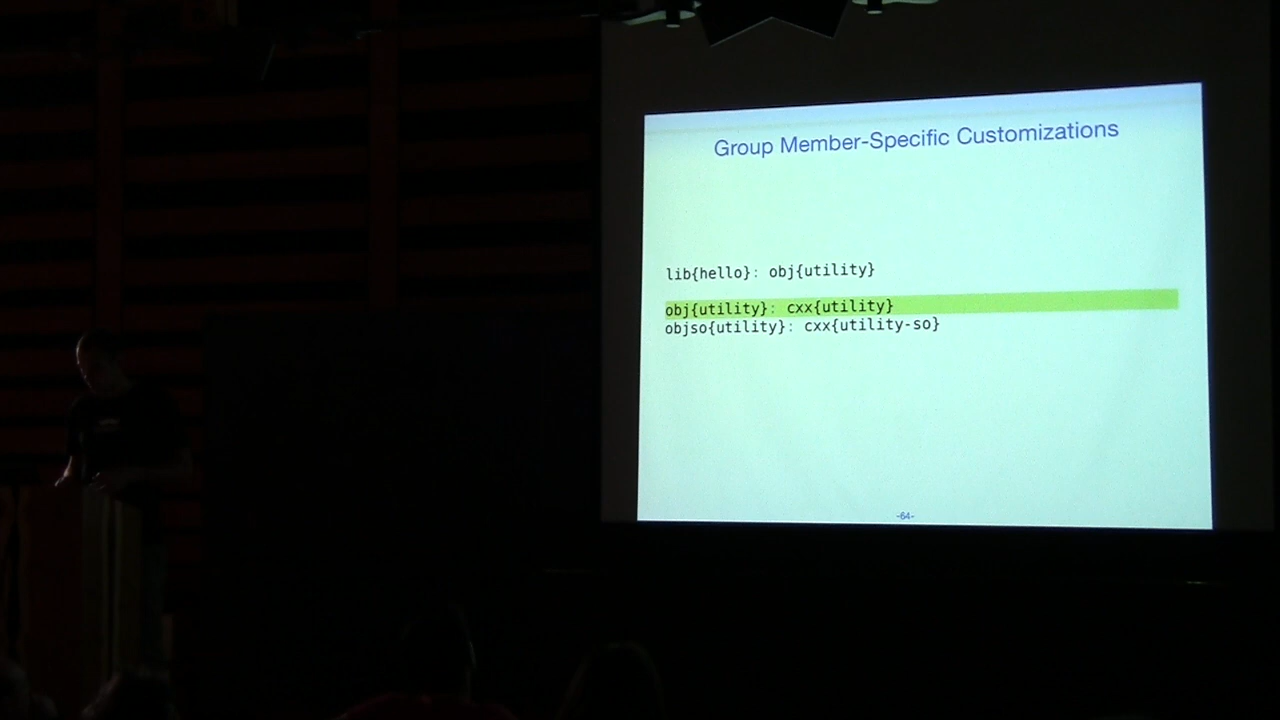 Group Member-Specific Customizations
lib{hello}: obj{utility}
obj{utility}: cxx{utility}
objso{utility}: cxx{utility-so}
-64-